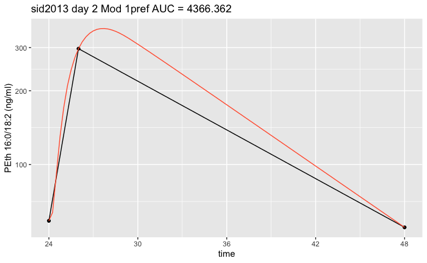 sid2013 day 2 Mod 1pref AUC = 4366.362
PEth 16:0/18:2 (ng/ml)
300
200
100
24 30 36 42 48
time